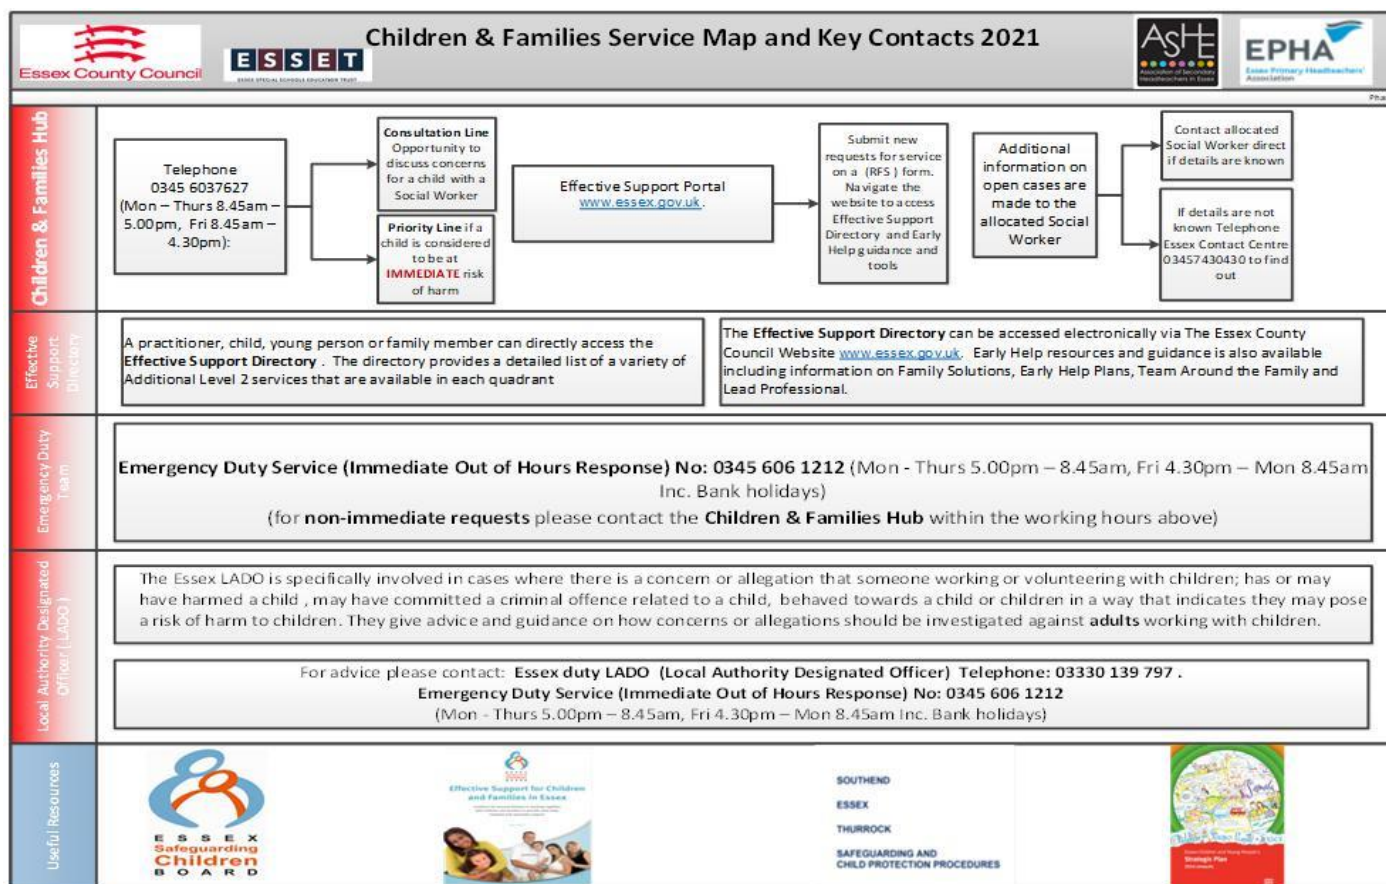 Children & Families Service Map and Key Contacts 2021
Essex County Council
ESSET
ESSEX SPECIAL SCHOOLS EDUCATION TRUST
ASHE
Association of Secondary
Headteachers in Essex
EPHA
Essex Primary Headteachers'
Association
Pha
Children & Families Hub
Telephone
0345 6037627
(Mon – Thurs 8.45am –
5.00pm, Fri 8.45am –
4.30pm):
Consultation Line
Opportunity to
discuss concerns
for a child with a
Social Worker
Priority Line if a
child is considered
to be at
IMMEDIATE risk
of harm
Effective Support Portal
www.essex.gov.uk.
Submit new
requests for service
on a (RFS ) form.
Navigate the
website to access
Effective Support
Directory and Early
Help guidance and
tools
Additional
information on
open cases are
made to the
allocated Social
Worker
Contact allocated
Social Worker direct
if details are known
If details are not
known Telephone
Essex Contact Centre
03457430430 to find
out
Effective
Support
Directory
A practitioner, child, young person or family member can directly access the
Effective Support Directory . The directory provides a detailed list of a variety of
Additional Level 2 services that are available in each quadrant
The Effective Support Directory can be accessed electronically via The Essex County
Council Website www.essex.gov.uk. Early Help resources and guidance is also available
including information on Family Solutions, Early Help Plans, Team Around the Family and
Lead Professional.
Emergency Duty
Team
Emergency Duty Service (Immediate Out of Hours Response) No: 0345 606 1212 (Mon - Thurs 5.00pm – 8.45am, Fri 4.30pm – Mon 8.45am
Inc. Bank holidays)
(for non-immediate requests please contact the Children & Families Hub within the working hours above)
Local Authority Designated
Officer ( LADO )
The Essex LADO is specifically involved in cases where there is a concern or allegation that someone working or volunteering with children; has or may
have harmed a child , may have committed a criminal offence related to a child, behaved towards a child or children in a way that indicates they may pose
a risk of harm to children. They give advice and guidance on how concerns or allegations should be investigated against adults working with children.
For advice please contact: Essex duty LADO (Local Authority Designated Officer) Telephone: 03330 139 797 .
Emergency Duty Service (Immediate Out of Hours Response) No: 0345 606 1212
(Mon - Thurs 5.00pm – 8.45am, Fri 4.30pm – Mon 8.45am Inc. Bank holidays)
Useful Resources
ESSEX
Safeguarding
Children
BOARD
Effective Support for Children
and Families in Essex
SOUTHEND
ESSEX
THURROCK
SAFEGUARDING AND
CHILD PROTECTION PROCEDURES
Strategic Plan